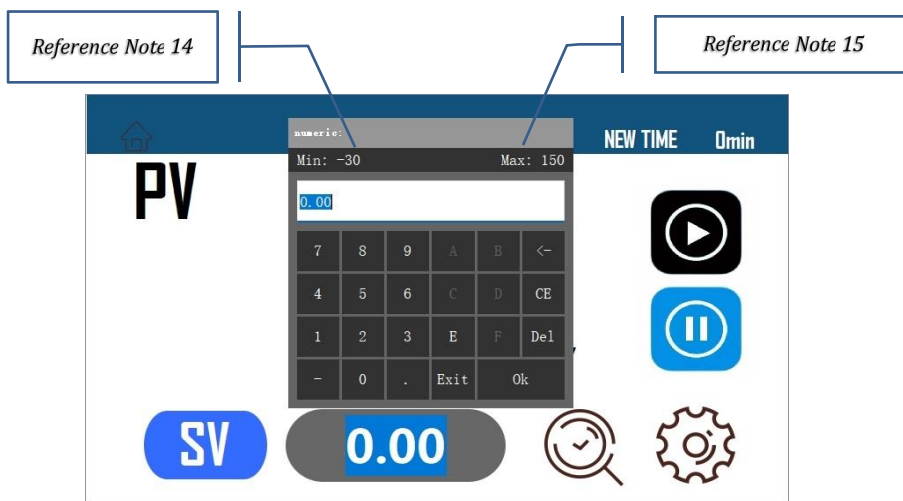 Reference Note 14
Reference Note 15
numeric:
NEW TIME 0min
Min: -30 Max: 150
PV
0.00
7 8 9 A B <-
4 5 6 C D CE
1 2 3 E F Del
- 0 . Exit Ok
SV 0.00